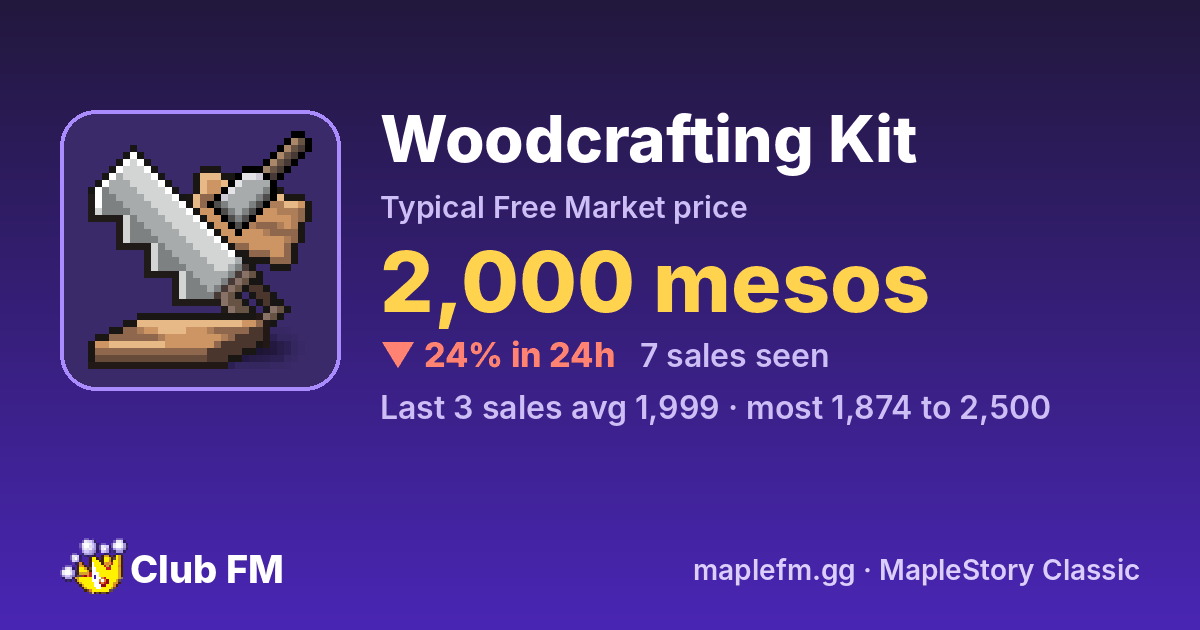 Woodcrafting Kit
Typical Free Market price
2,000 mesos
▼ 24% in 24h 7 sales seen
Last 3 sales avg 1,999 · most 1,874 to 2,500
Club FM
maplefm.gg · MapleStory Classic